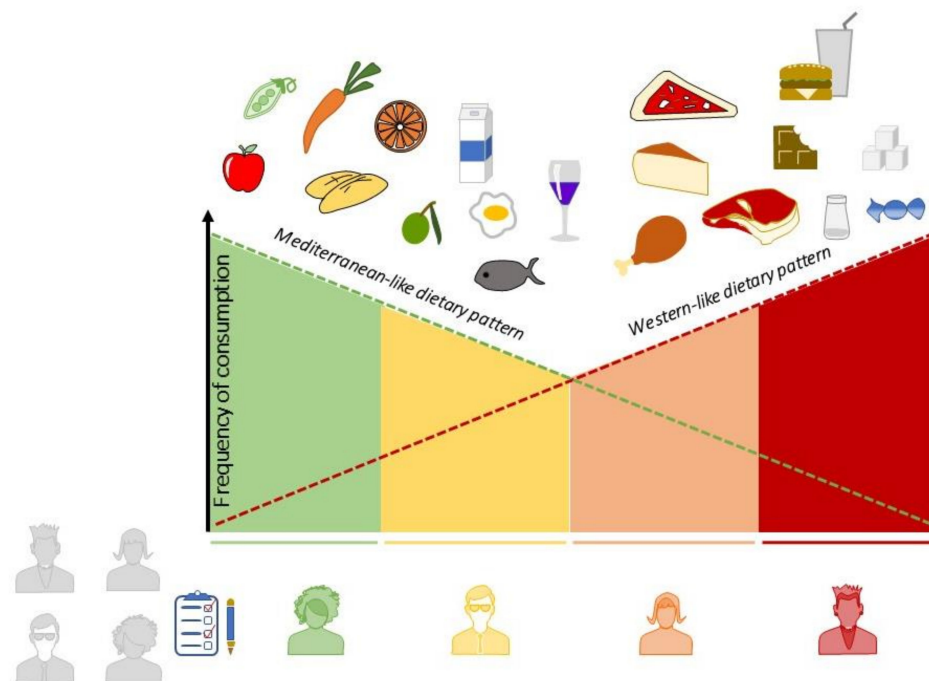 Mediterranean-like dietary pattern
Western-like dietary pattern
Frequency of consumption